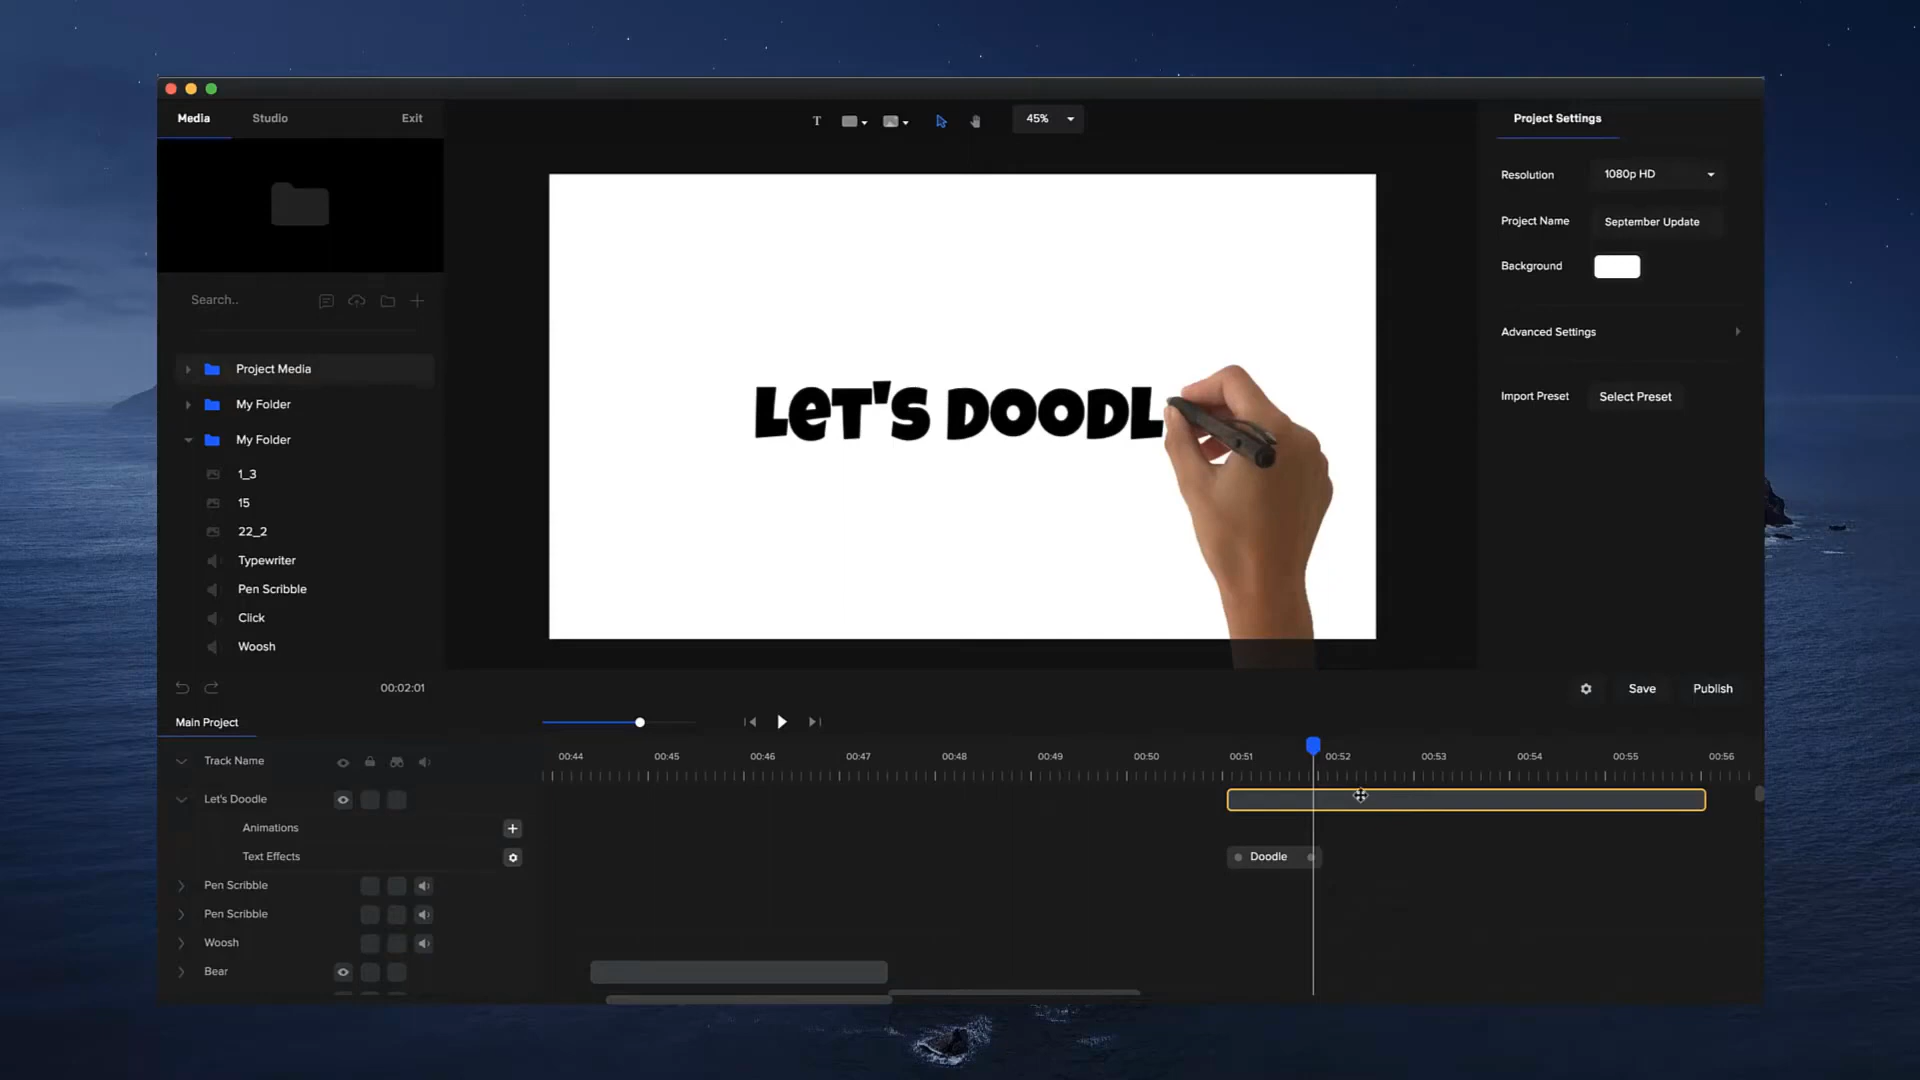 Media Studio Exit
T 45%
Project Settings
Resolution 1080p HD
Project Name September Update
Background
Advanced Settings
Import Preset Select Preset
Search..
Project Media
My Folder
My Folder
1_3
15
22_2
Typewriter
Pen Scribble
Click
Woosh
LeT'S DOODL
00:02:01
Save Publish
Main Project
Track Name
00:44 00:45 00:46 00:47 00:48 00:49 00:50 00:51 00:52 00:53 00:54 00:55 00:56
Let's Doodle
Animations
Text Effects
Doodle
Pen Scribble
Pen Scribble
Woosh
Bear